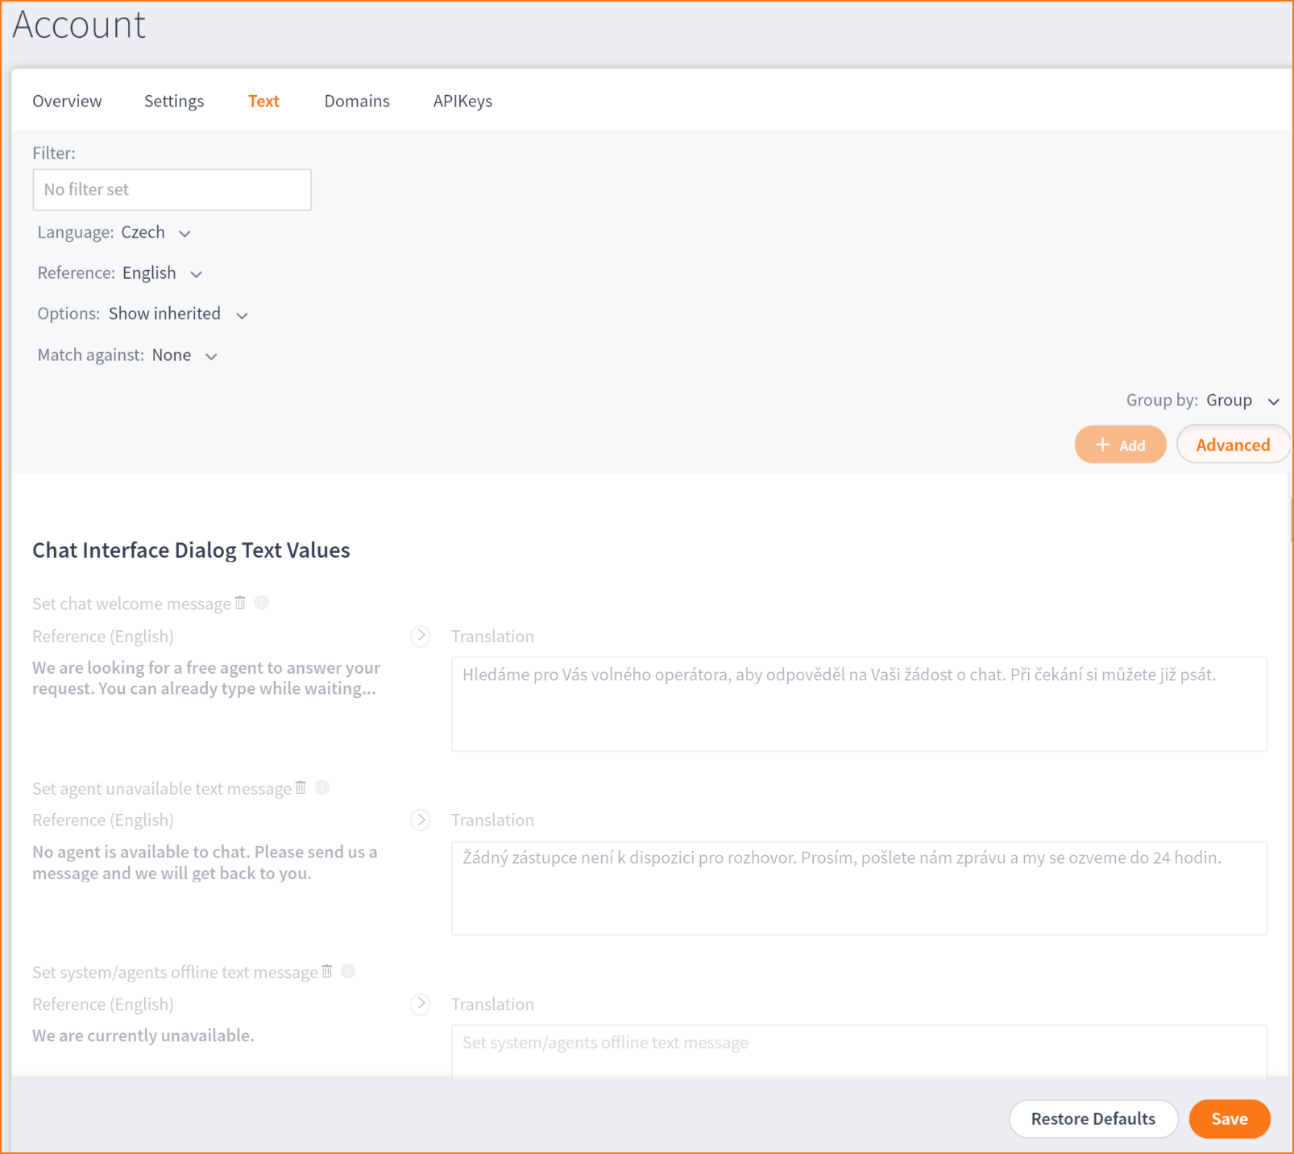 Account
Overview
Settings
Text
Domains
APIKeys
Filter:
No filter set
Language: Czech
Reference: English
Options: Show inherited
Match against: None
Group by: Group
+ Add
Advanced
Chat Interface Dialog Text Values
Set chat welcome message
Reference (English)
Translation
We are looking for a free agent to answer your
request. You can already type while waiting...
Hledáme pro Vás volného operátora, aby odpověděl na Vaši žádost o chat. Při čekání si můžete již psát.
Set agent unavailable text message
Reference (English)
Translation
No agent is available to chat. Please send us a
message and we will get back to you.
Žádný zástupce není k dispozici pro rozhovor. Prosím, pošlete nám zprávu a my se ozveme do 24 hodin.
Set system/agents offline text message
Reference (English)
Translation
We are currently unavailable.
Set system/agents offline text message
Restore Defaults
Save